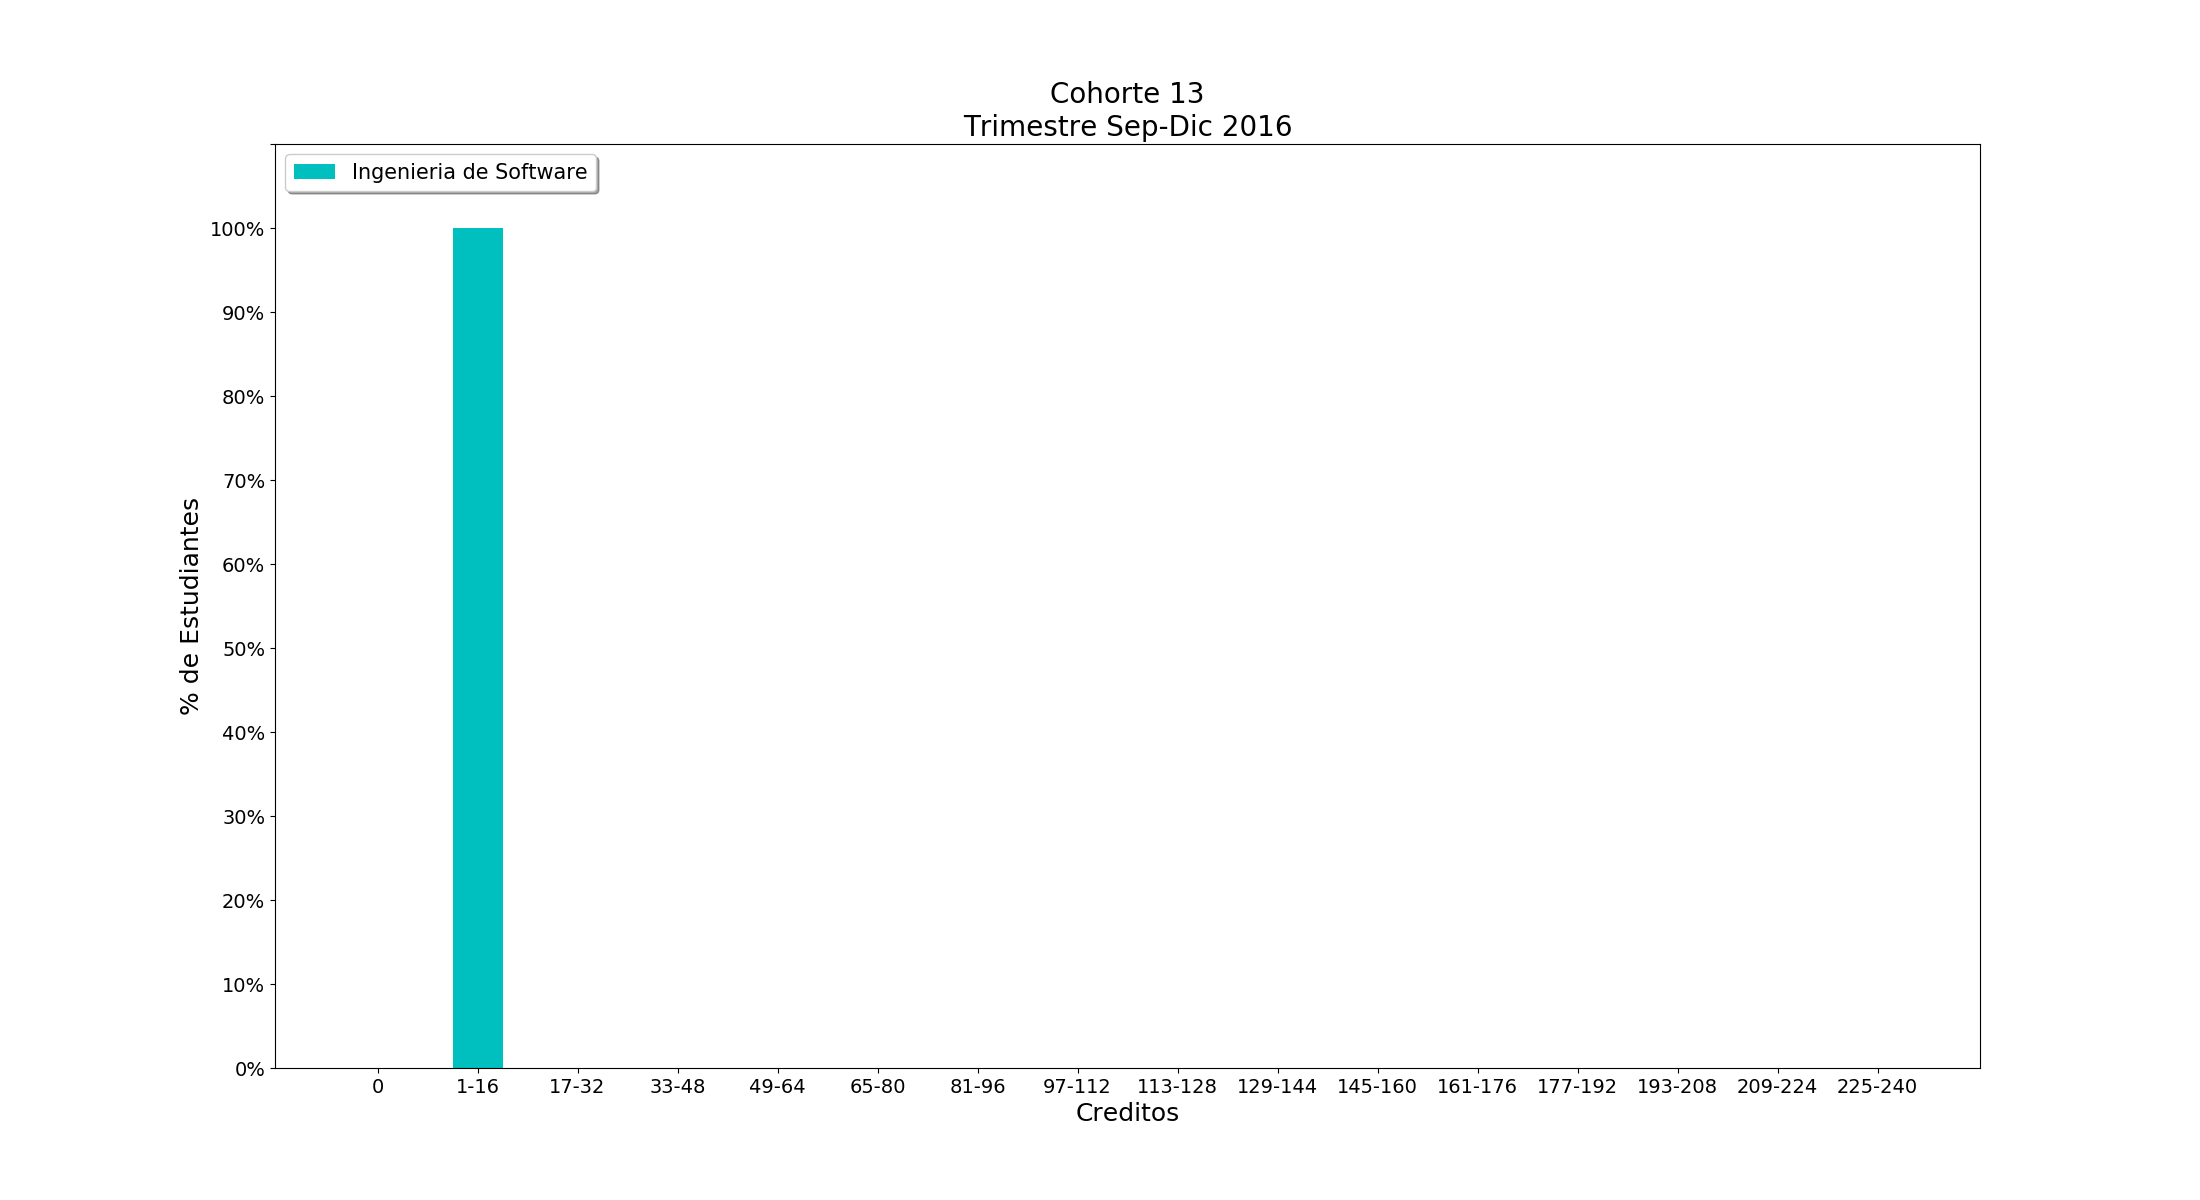 Cohorte 13
Trimestre Sep-Dic 2016
Ingenieria de Software
100%
90%
80%
70%
60%
50%
40%
30%
20%
10%
0%
% de Estudiantes
0 1-16 17-32 33-48 49-64 65-80 81-96 97-112 113-128 129-144 145-160 161-176 177-192 193-208 209-224 225-240
Creditos